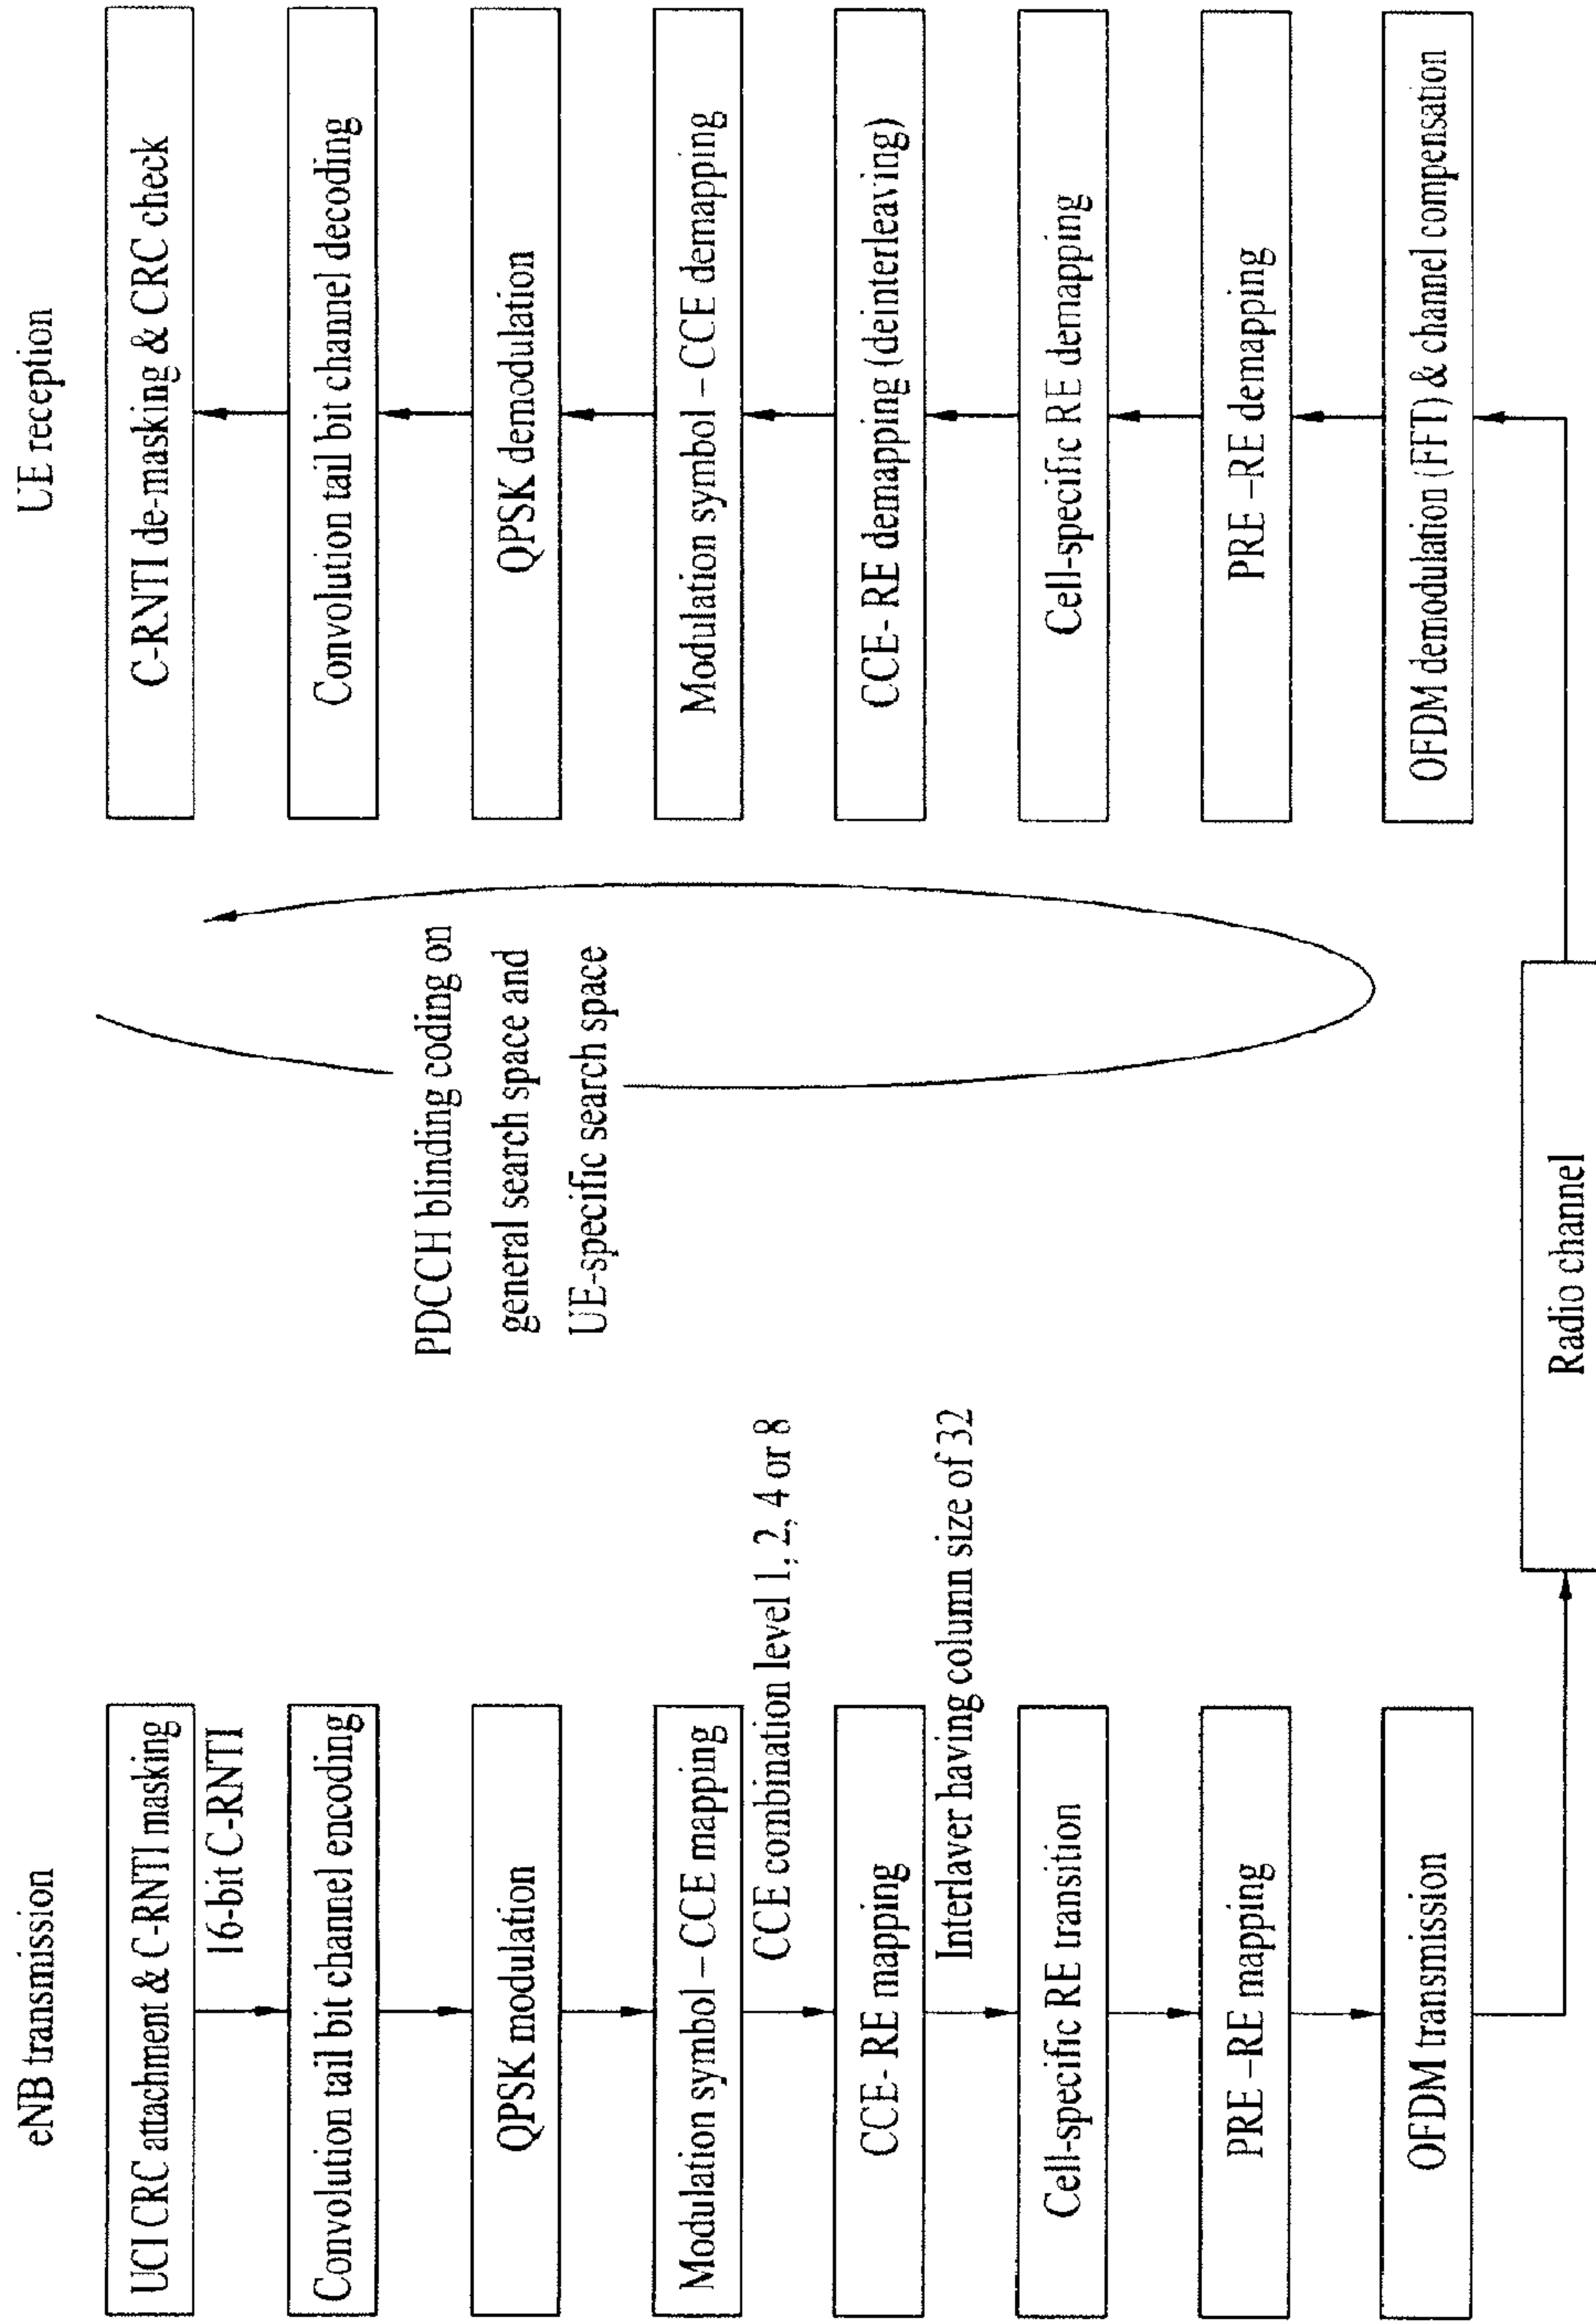 eNB transmission
UCI CRC attachment & C-RNTI masking
16-bit C-RNTI
Convolution tail bit channel encoding
QPSK modulation
Modulation symbol – CCE mapping
CCE combination level 1, 2, 4 or 8
CCE- RE mapping
Interlaver having column size of 32
Cell-specific RE transition
PRE –RE mapping
OFDM transmission
Radio channel
PDCCH blinding coding on
general search space and
UE-specific search space
UE reception
C-RNTI de-masking & CRC check
Convolution tail bit channel decoding
QPSK demodulation
Modulation symbol – CCE demapping
CCE- RE demapping (deinterleaving)
Cell-specific RE demapping
PRE –RE demapping
OFDM demodulation (FFT) & channel compensation